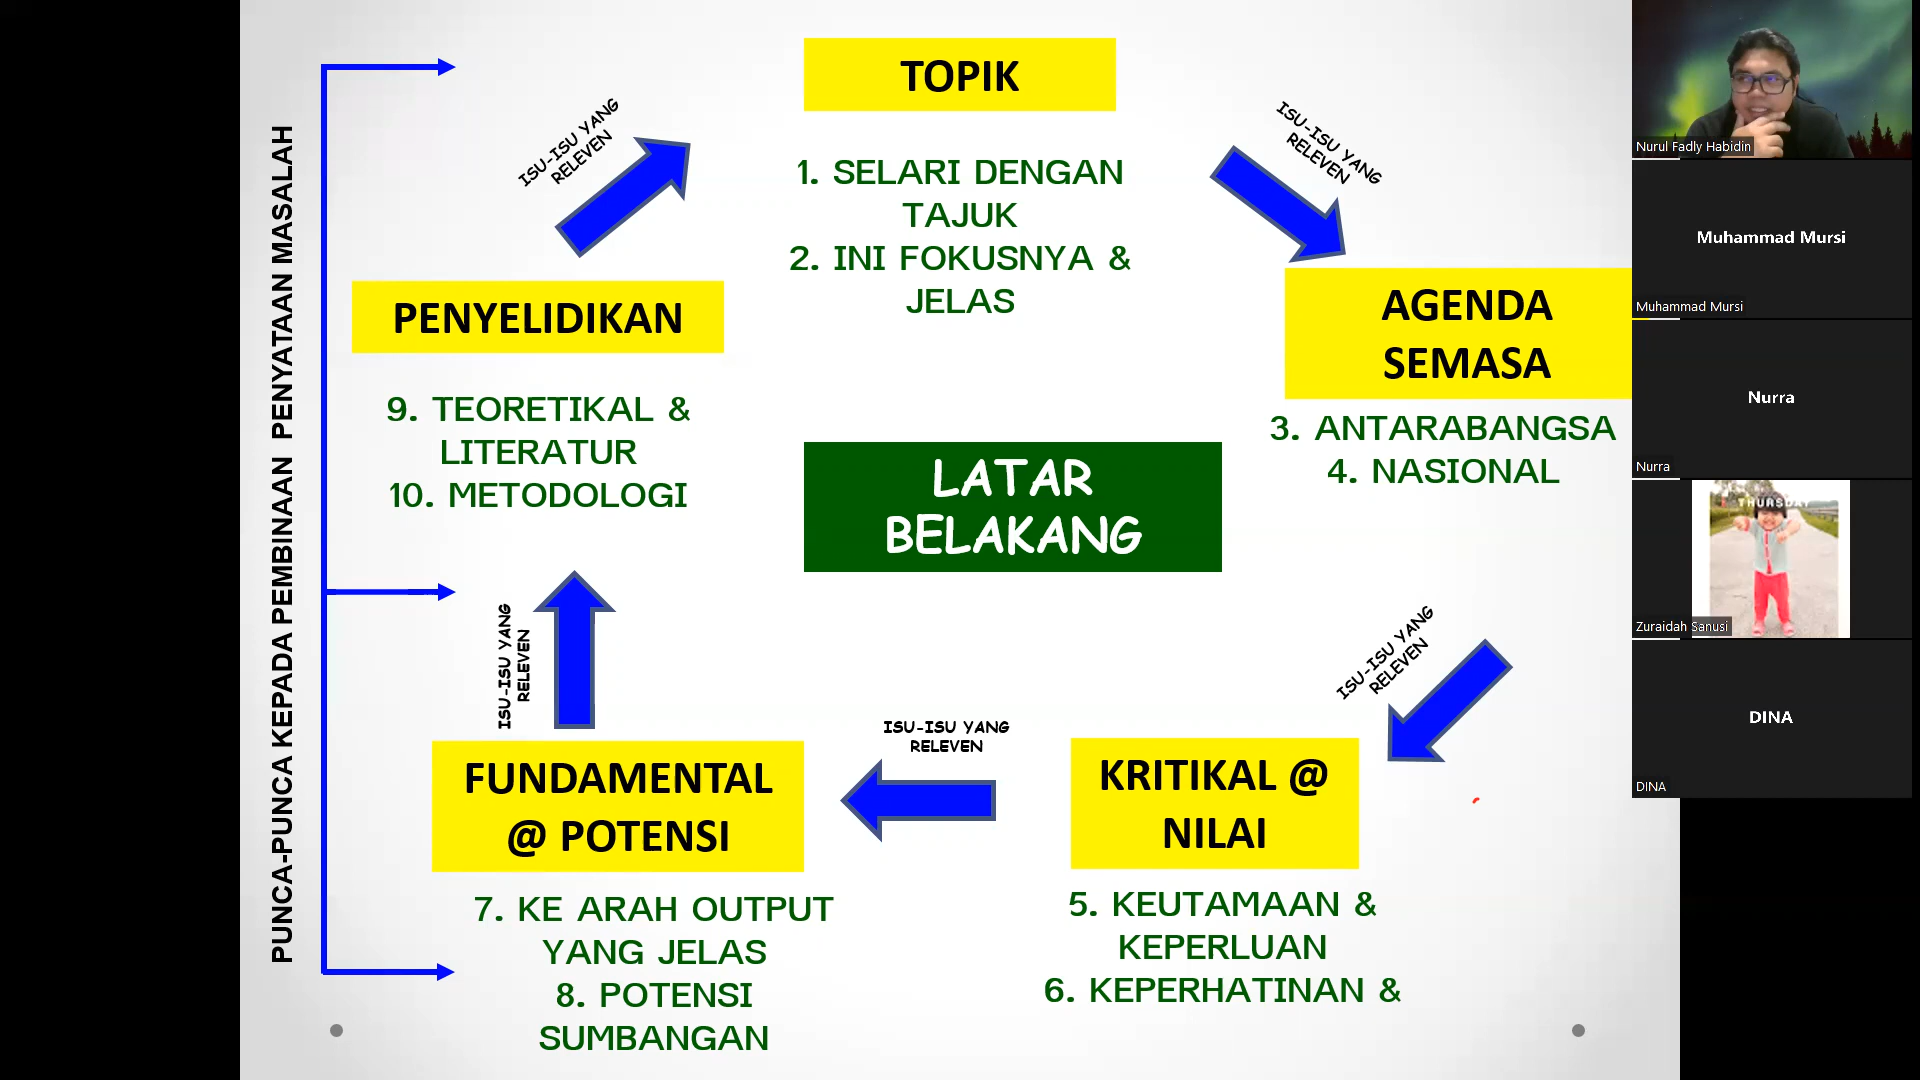 PUNCA-PUNCA KEPADA PEMBINAAN PENYATAAN MASALAH
TOPIK
1. SELARI DENGAN
TAJUK
2. INI FOKUSNYA &
JELAS
ISU-ISU YANG
RELEVEN
AGENDA
SEMASA
3. ANTARABANGSA
4. NASIONAL
ISU-ISU YANG
RELEVEN
KRITIKAL @
NILAI
5. KEUTAMAAN &
KEPERLUAN
6. KEPERHATINAN &
ISU-ISU YANG
RELEVEN
FUNDAMENTAL
@ POTENSI
7. KE ARAH OUTPUT
YANG JELAS
8. POTENSI
SUMBANGAN
ISU-ISU YANG
RELEVEN
PENYELIDIKAN
9. TEORETIKAL &
LITERATUR
10. METODOLOGI
ISU-ISU YANG
RELEVEN
LATAR
BELAKANG
Nurul Fadly Habidin
Muhammad Mursi
Muhammad Mursi
Nurra
Nurra
THURSDAY
Zuraidah Sanusi
DINA
DINA